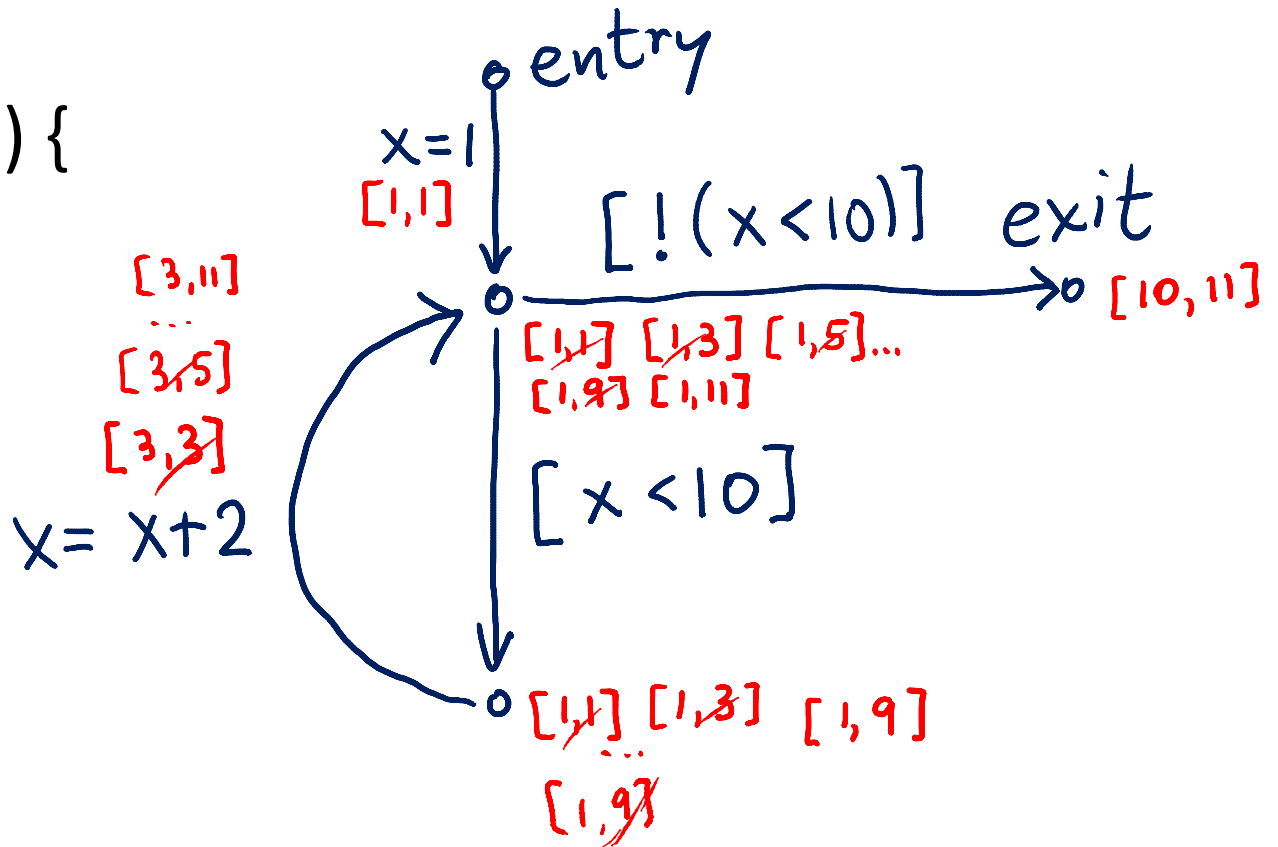 entry
) {
x=1
[1,1]
[!(x<10)]
exit
[3,11]
...
[3,5]
[3,3]
[10,11]
[1,1] [1,3] [1,5]...
[1,9] [1,11]
[x<10]
x= x+2
[1,1] [1,3] [1,9]
...
[1,9]